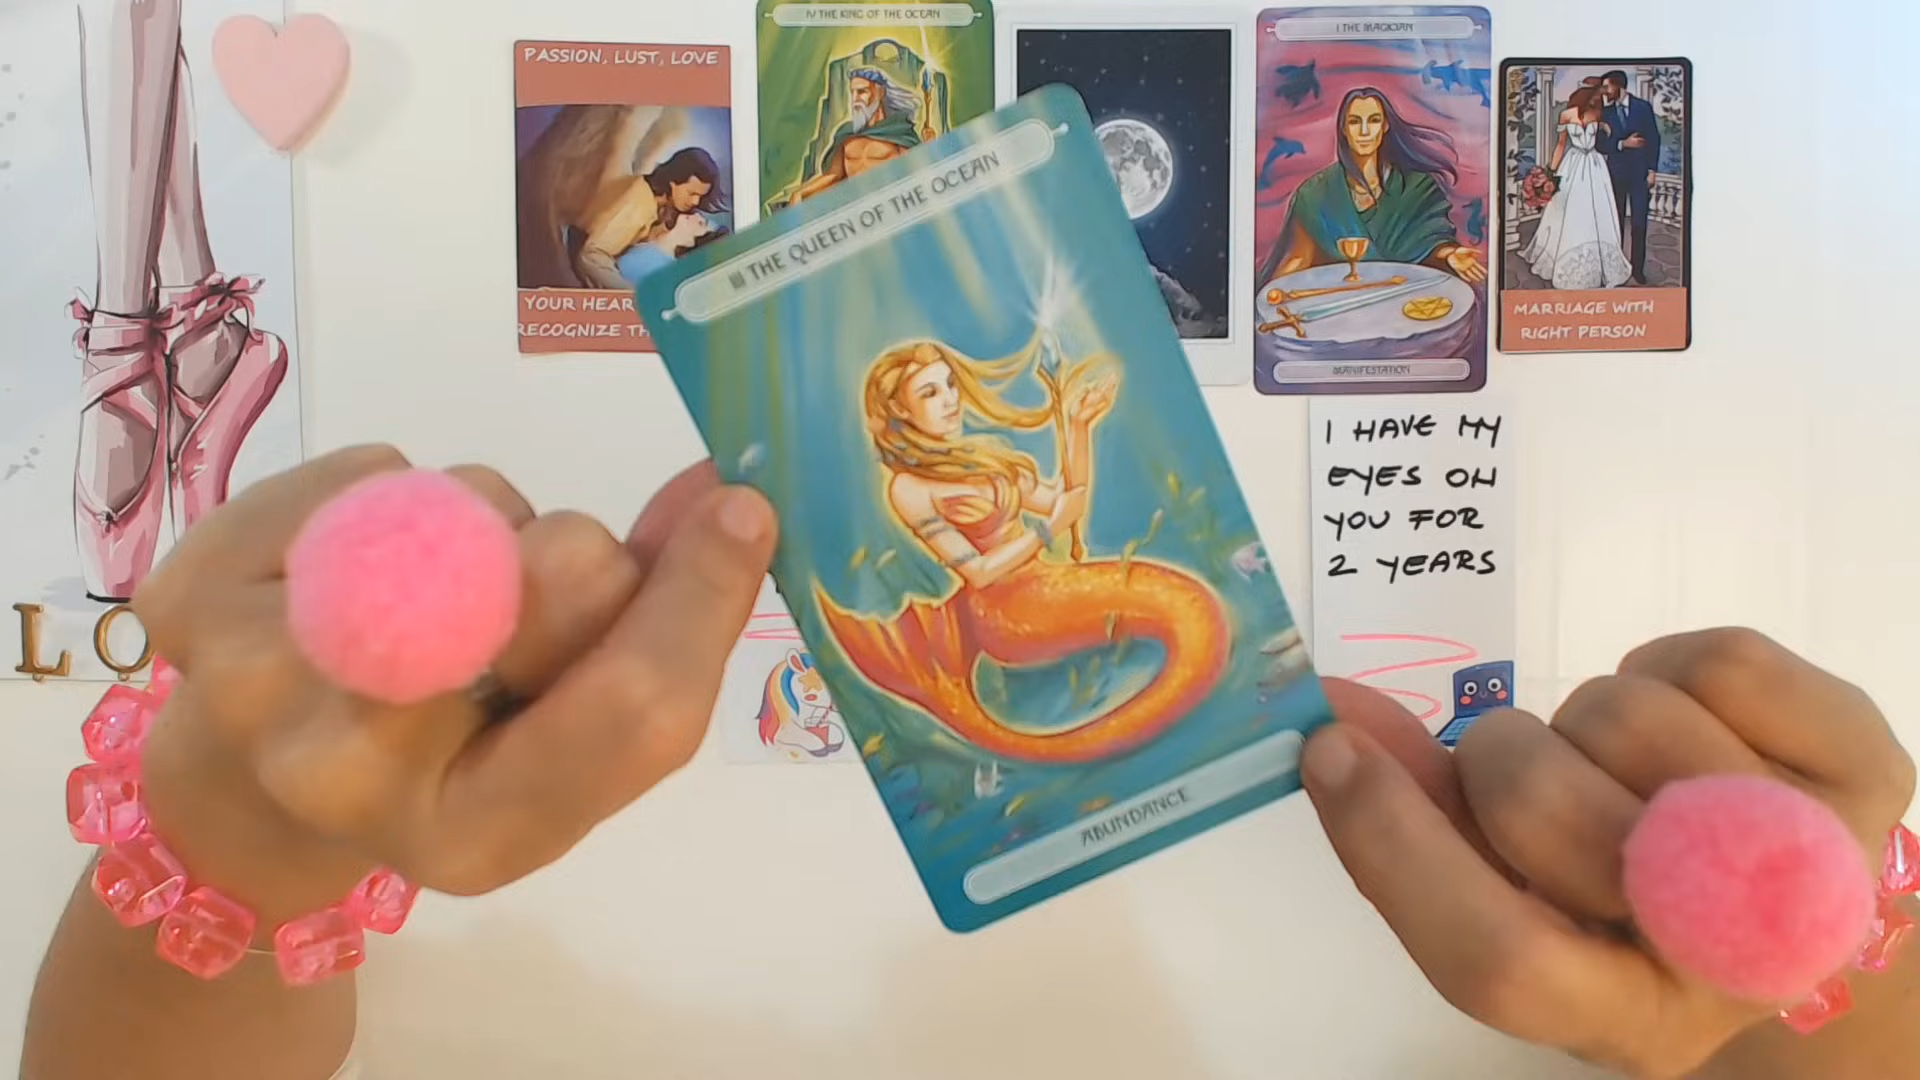 PASSION, LUST, LOVE
YOUR HEAR
RECOGNIZE TH
IV THE KING OF THE OCEAN
I THE MAGICIAN
MANIFESTATION
MARRIAGE WITH
RIGHT PERSON
III THE QUEEN OF THE OCEAN
ABUNDANCE
I HAVE MY
EYES ON
YOU FOR
2 YEARS
LO